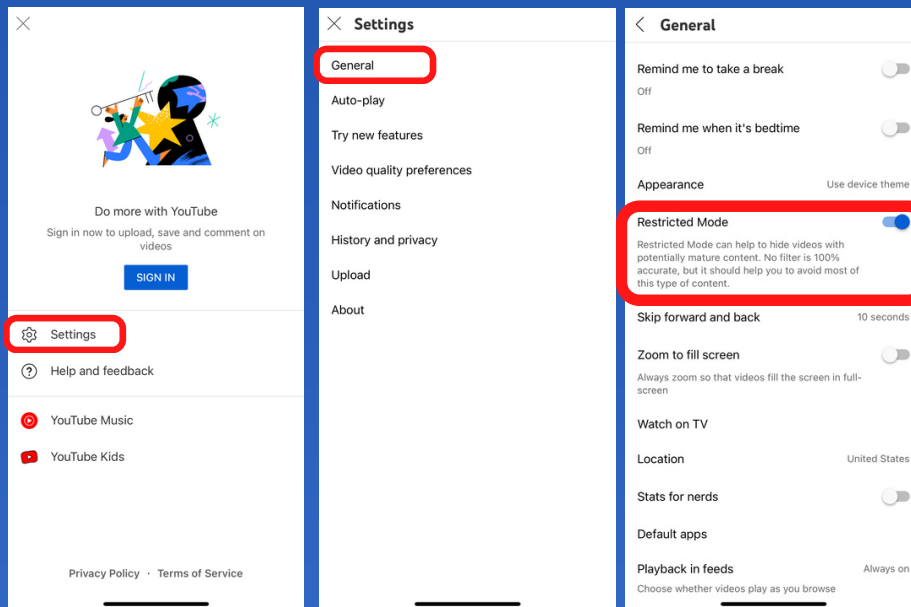 Do more with YouTube
Sign in now to upload, save and comment on
videos
SIGN IN
Settings
Help and feedback
YouTube Music
YouTube Kids
Privacy Policy · Terms of Service
Settings
General
Auto-play
Try new features
Video quality preferences
Notifications
History and privacy
Upload
About
General
Remind me to take a break
Off
Remind me when it's bedtime
Off
Appearance Use device theme
Restricted Mode
Restricted Mode can help to hide videos with
potentially mature content. No filter is 100%
accurate, but it should help you to avoid most of
this type of content.
Skip forward and back 10 seconds
Zoom to fill screen
Always zoom so that videos fill the screen in full-
screen
Watch on TV
Location United States
Stats for nerds
Default apps
Playback in feeds Always on
Choose whether videos play as you browse